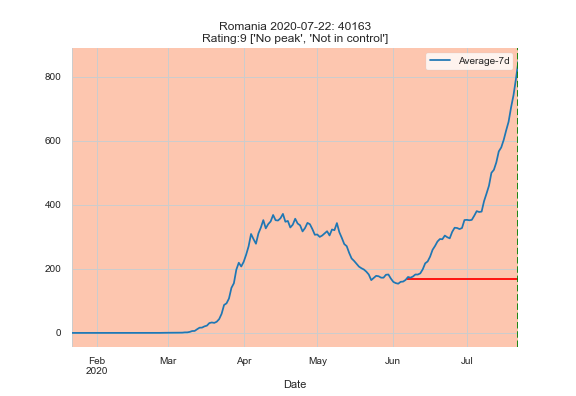 Romania 2020-07-22: 40163
Rating:9 ['No peak', 'Not in control']
Average-7d
800
600
400
200
0
Feb
2020
Mar
Apr
May
Jun
Jul
Date